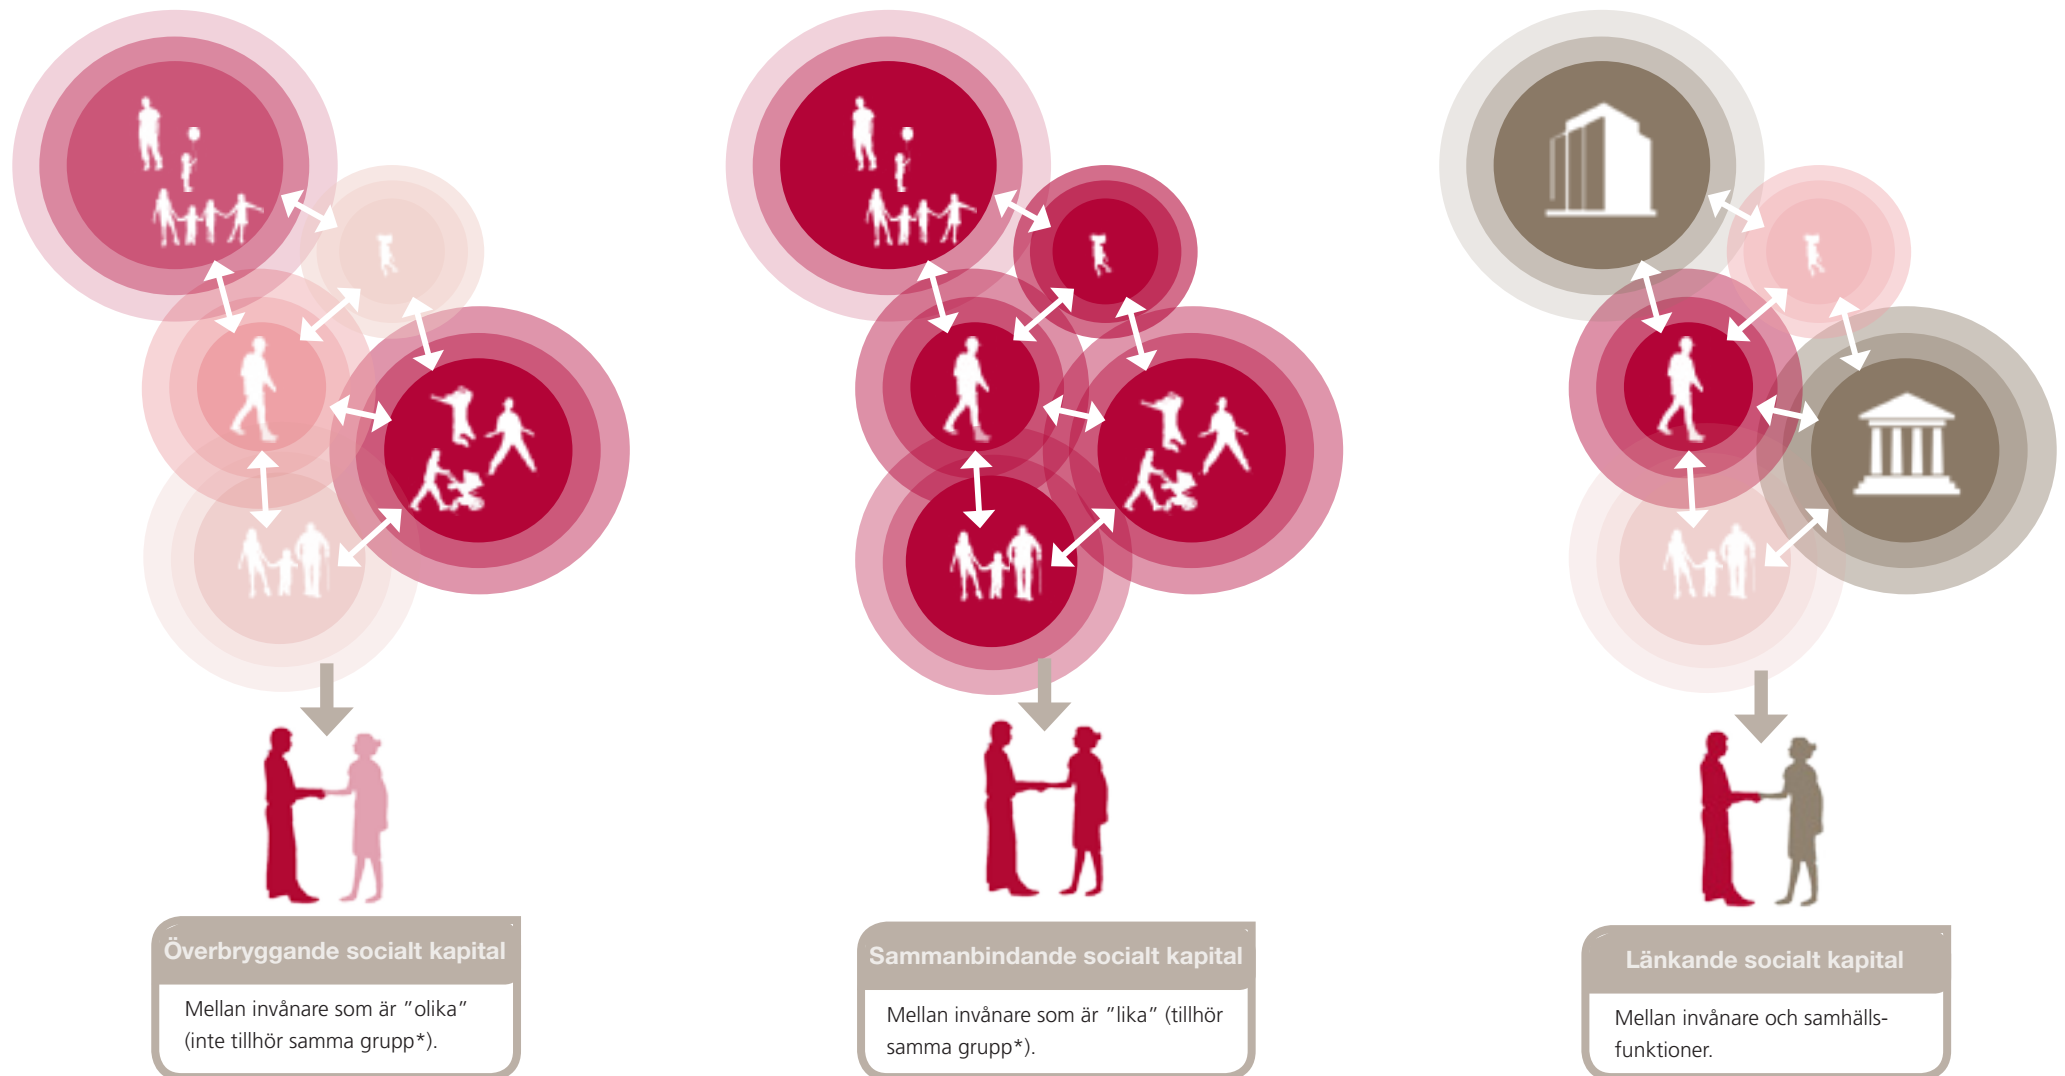 Överbryggande socialt kapital
Mellan invånare som är ”olika”
(inte tillhör samma grupp*).
Sammanbindande socialt kapital
Mellan invånare som är ”lika” (tillhör
samma grupp*).
Länkande socialt kapital
Mellan invånare och samhälls-
funktioner.